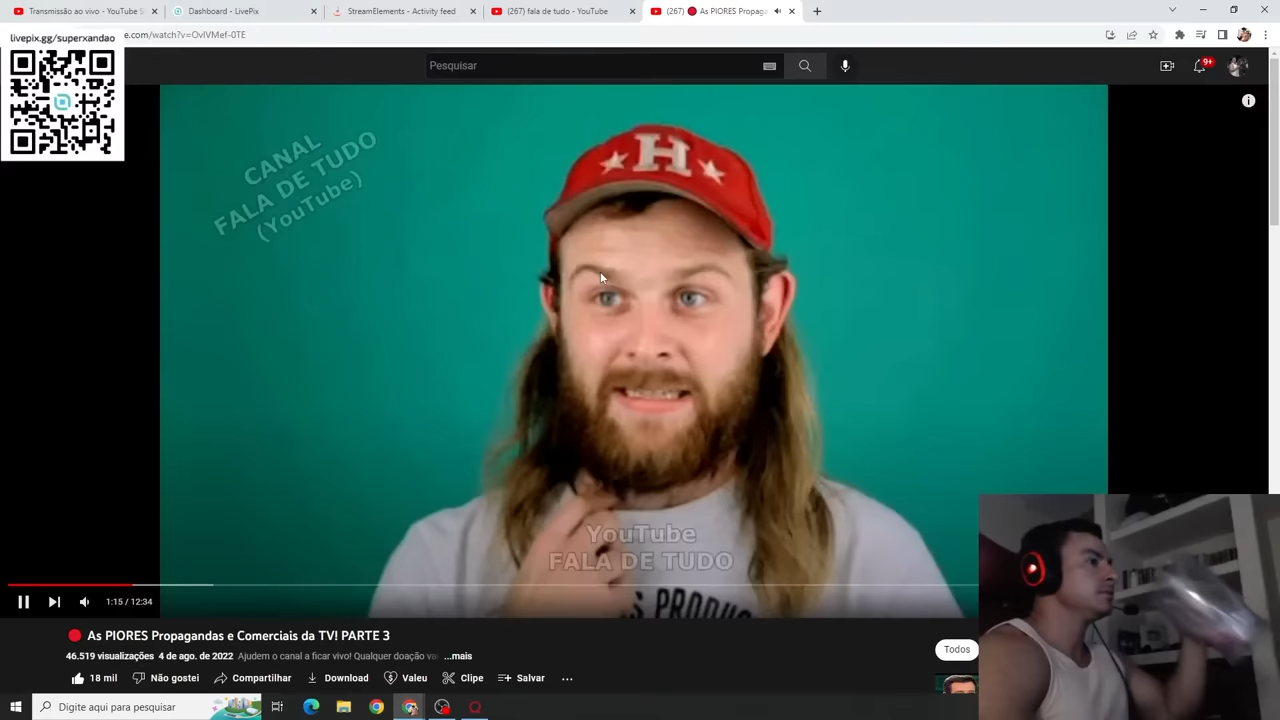 Transmissão ao vivo - YouTube S
Dashboard - LivePix
StreamElements - Activity feed
(267) fala de tudo - YouTube
(267) 🔴 As PIORES Propaga
livepix.gg/superxandao
e.com/watch?v=OvlVMef-0TE
Pesquisar
9+
CANAL
FALA DE TUDO
(YouTube)
H
YouTube
FALA DE TUDO
S PRODUC
1:15 / 12:34
🔴 As PIORES Propagandas e Comerciais da TV! PARTE 3
46.519 visualizações 4 de ago. de 2022 Ajudem o canal a ficar vivo! Qualquer doação va ...mais
Todos
18 mil
Não gostei
Compartilhar
Download
Valeu
Clipe
Salvar
Digite aqui para pesquisar